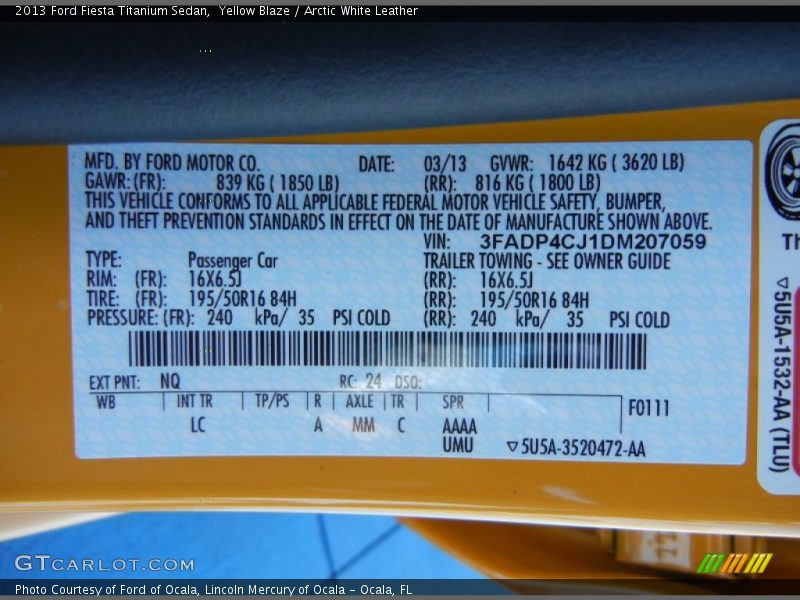 2013 Ford Fiesta Titanium Sedan,  Yellow Blaze / Arctic White Leather
MFD. BY FORD MOTOR CO. DATE: 03/13 GVWR: 1642 KG ( 3620 LB)
GAWR: (FR): 839 KG ( 1850 LB) (RR): 816 KG ( 1800 LB)
THIS VEHICLE CONFORMS TO ALL APPLICABLE FEDERAL MOTOR VEHICLE SAFETY, BUMPER,
AND THEFT PREVENTION STANDARDS IN EFFECT ON THE DATE OF MANUFACTURE SHOWN ABOVE.
VIN: 3FADP4CJ1DM207059
TYPE: Passenger Car TRAILER TOWING - SEE OWNER GUIDE
RIM: (FR): 16X6.5J (RR): 16X6.5J
TIRE: (FR): 195/50R16 84H (RR): 195/50R16 84H
PRESSURE: (FR): 240 kPa/ 35 PSI COLD (RR): 240 kPa/ 35 PSI COLD
EXT PNT: NQ RC: 24 DSO:
WB INT TR TP/PS R AXLE TR SPR F0111
LC A MM C AAAA
UMU ▽5U5A-3520472-AA
Th
▽5U5A-1532-AA (TLU)
GTCARLOT.COM
Photo Courtesy of Ford of Ocala, Lincoln Mercury of Ocala - Ocala, FL